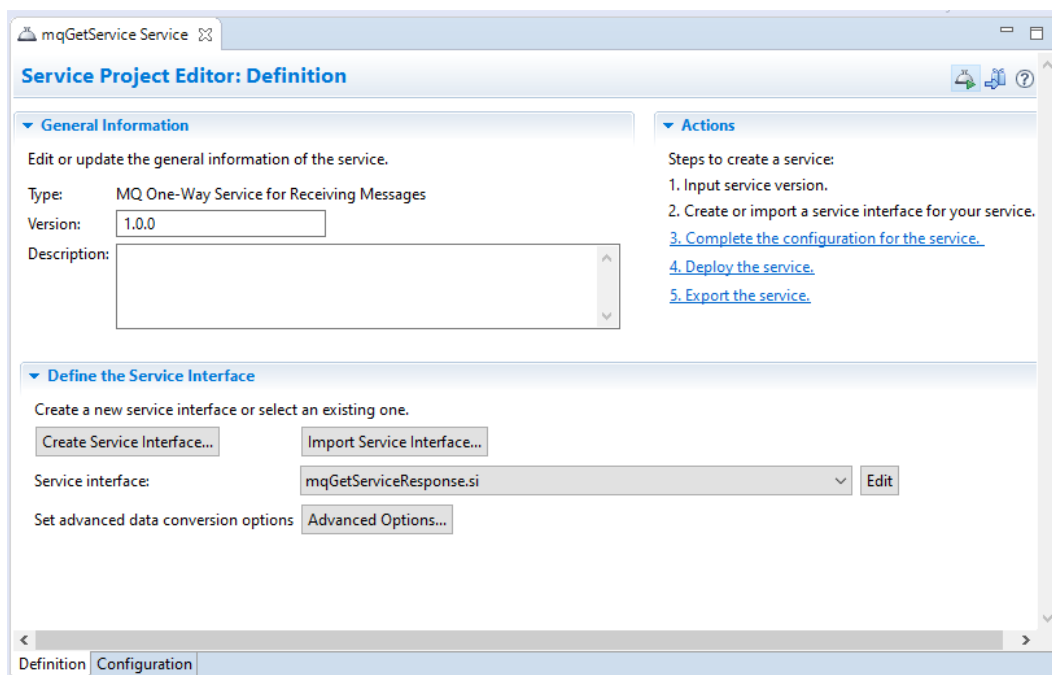 mqGetService Service
Service Project Editor: Definition
General Information
Edit or update the general information of the service.
Type: MQ One-Way Service for Receiving Messages
Version: 1.0.0
Description:
Actions
Steps to create a service:
1. Input service version.
2. Create or import a service interface for your service.
3. Complete the configuration for the service.
4. Deploy the service.
5. Export the service.
Define the Service Interface
Create a new service interface or select an existing one.
Create Service Interface... Import Service Interface...
Service interface: mqGetServiceResponse.si Edit
Set advanced data conversion options Advanced Options...
Definition Configuration